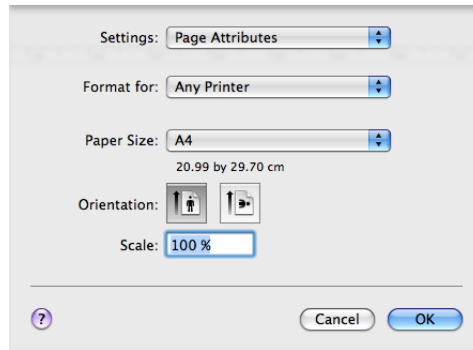 Settings: Page Attributes
Format for: Any Printer
Paper Size: A4
20.99 by 29.70 cm
Orientation:
Scale: 100 %
? Cancel OK